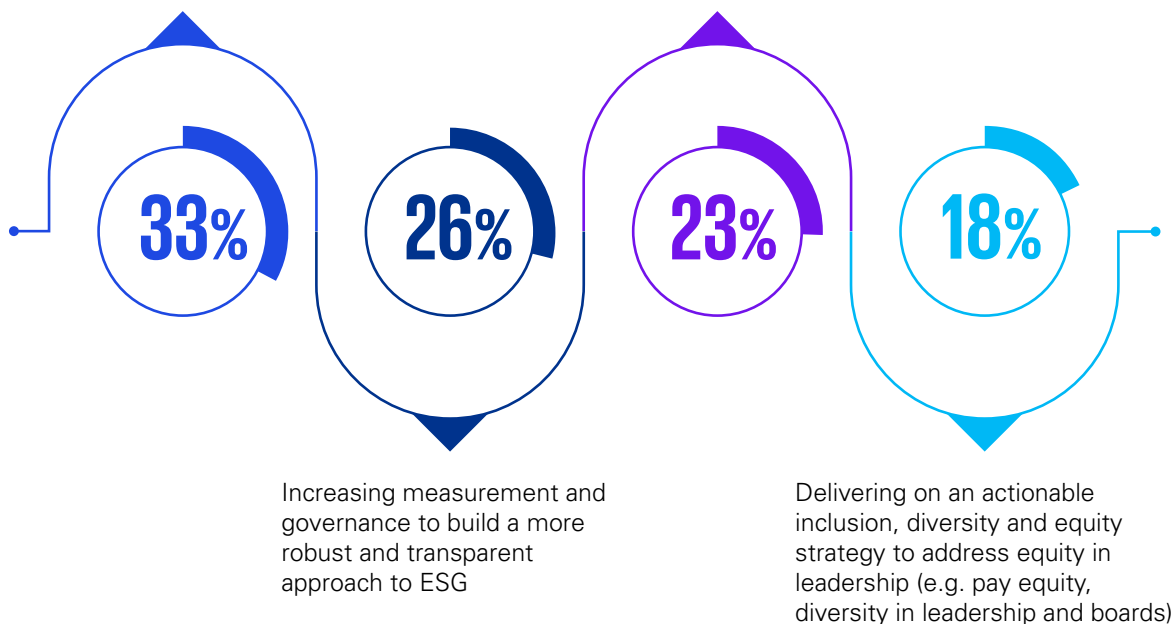 33%
26%
23%
18%
Increasing measurement and
governance to build a more
robust and transparent
approach to ESG
Delivering on an actionable
inclusion, diversity and equity
strategy to address equity in
leadership (e.g. pay equity,
diversity in leadership and boards)